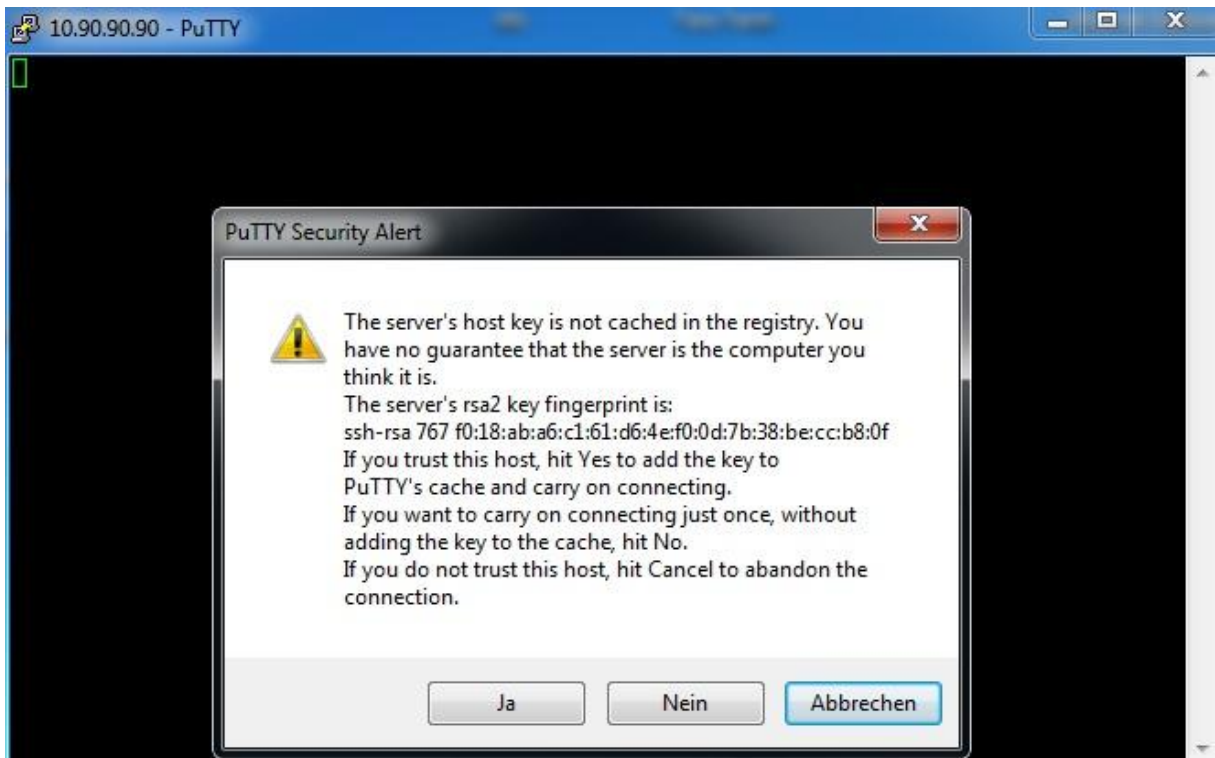 10.90.90.90 - PuTTY
PuTTY Security Alert
The server's host key is not cached in the registry. You
have no guarantee that the server is the computer you
think it is.
The server's rsa2 key fingerprint is:
ssh-rsa 767 f0:18:ab:a6:c1:61:d6:4e:f0:0d:7b:38:be:cc:b8:0f
If you trust this host, hit Yes to add the key to
PuTTY's cache and carry on connecting.
If you want to carry on connecting just once, without
adding the key to the cache, hit No.
If you do not trust this host, hit Cancel to abandon the
connection.
Ja Nein Abbrechen